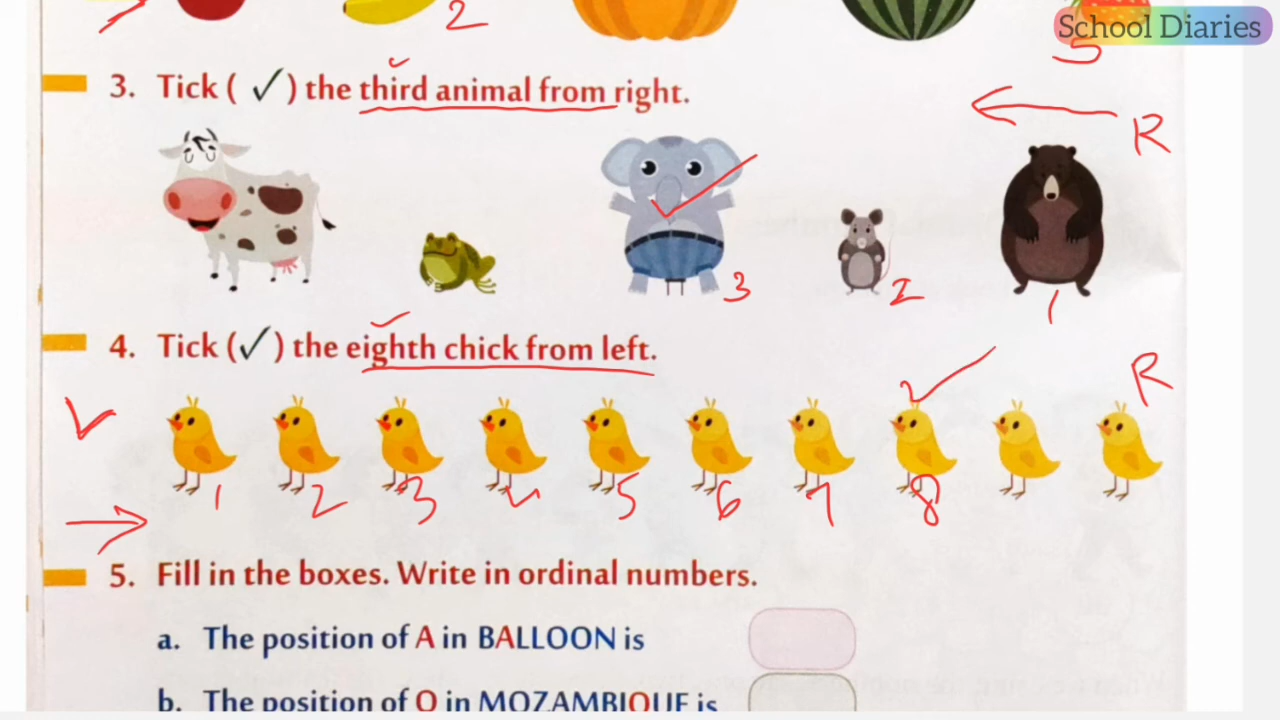 2
School Diaries
5
3. Tick ( ✓ ) the third animal from right.
R
3
2
1
4. Tick (✓) the eighth chick from left.
R
L
1 2 3 4 5 6 7 8
5. Fill in the boxes. Write in ordinal numbers.
a. The position of A in BALLOON is
b. The position of Q in MOZAMBIQUE is